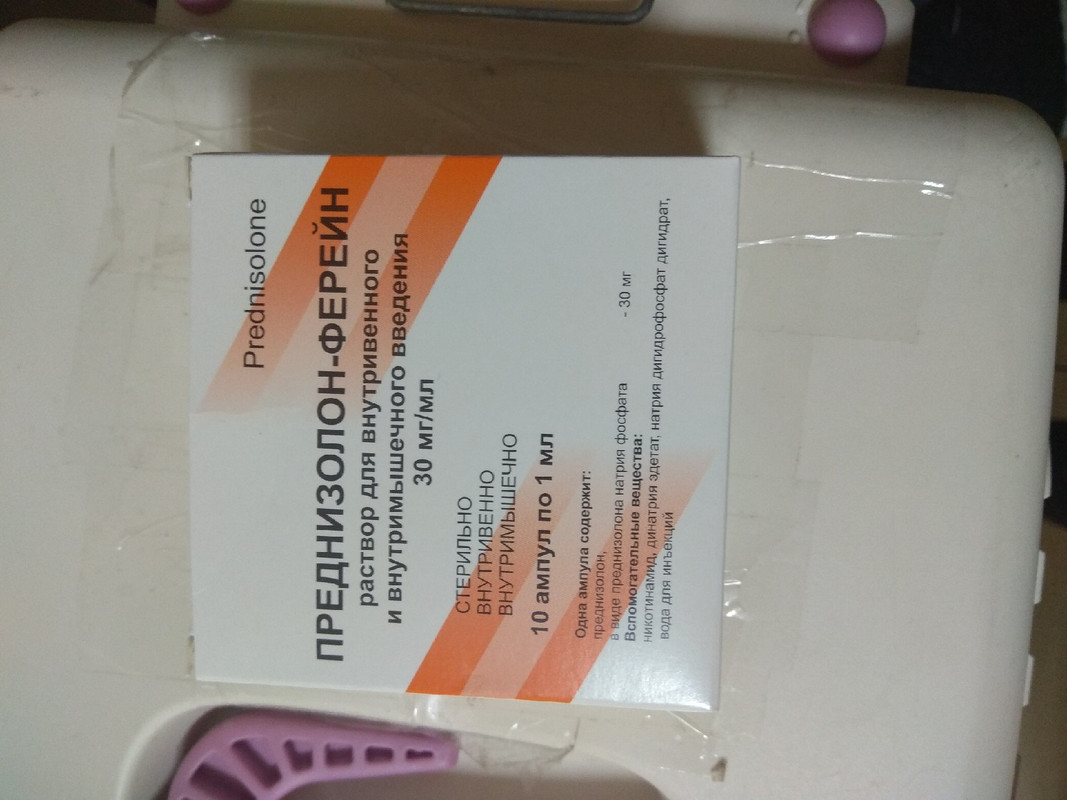 Prednisolone
ПРЕДНИЗОЛОН-ФЕРЕЙН
раствор для внутривенного
и внутримышечного введения
30 мг/мл
СТЕРИЛЬНО
ВНУТРИВЕННО
ВНУТРИМЫШЕЧНО
10 ампул по 1 мл
Одна ампула содержит:
преднизолон,
в виде преднизолона натрия фосфата - 30 мг
Вспомогательные вещества:
никотинамид, динатрия эдетат, натрия дигидрофосфат дигидрат,
вода для инъекций